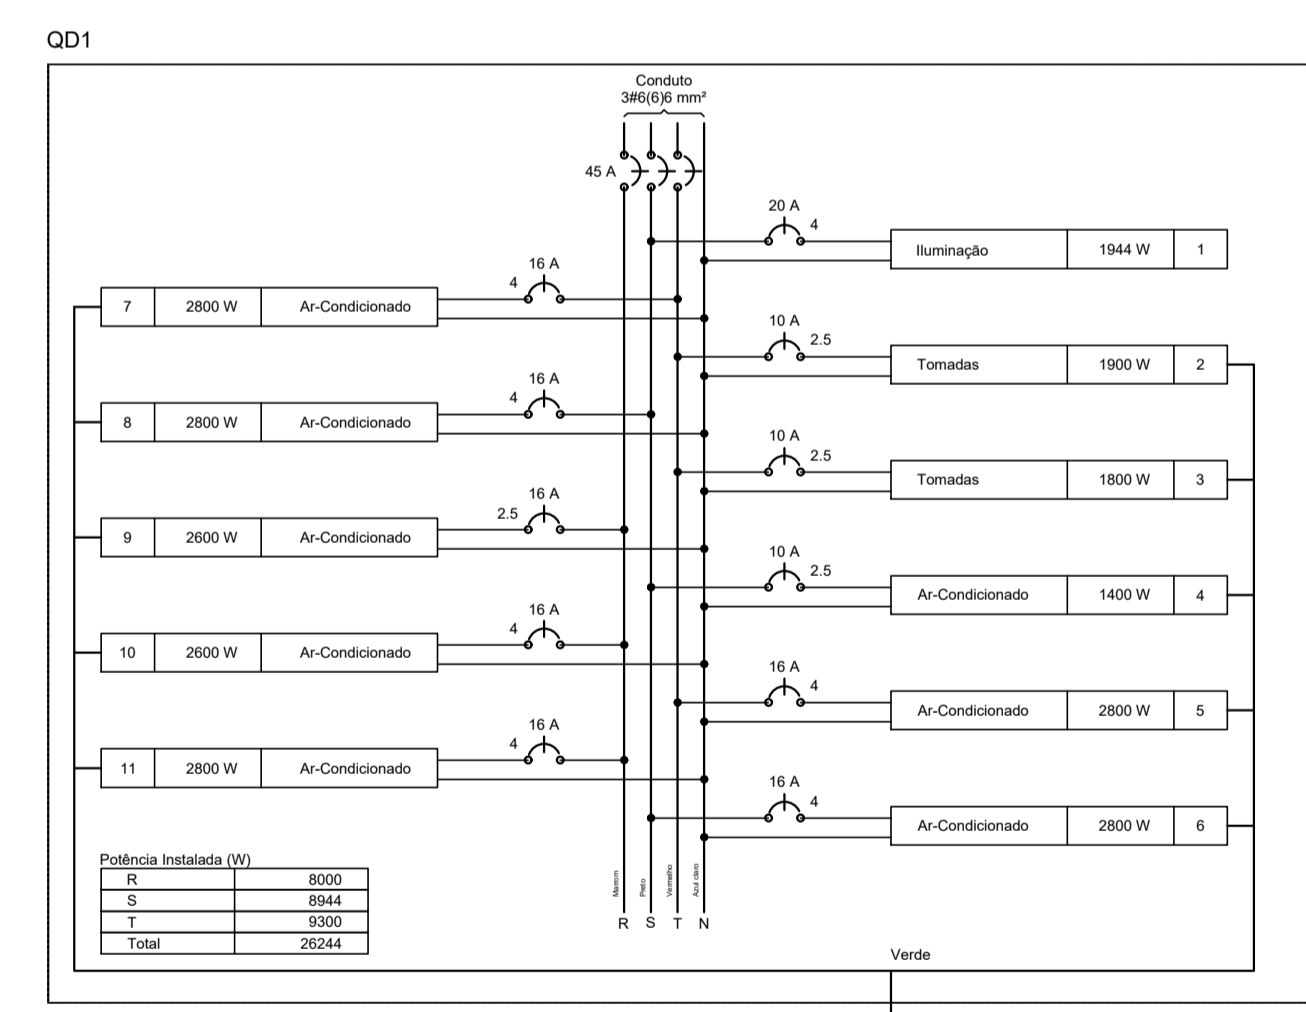 QD1
Conduto
3#6(6)6 mm²
45 A
20 A
4
Iluminação 1944 W 1
16 A
4
7 2800 W Ar-Condicionado
10 A
2.5
Tomadas 1900 W 2
16 A
4
8 2800 W Ar-Condicionado
10 A
2.5
Tomadas 1800 W 3
16 A
2.5
9 2600 W Ar-Condicionado
10 A
2.5
Ar-Condicionado 1400 W 4
16 A
4
10 2600 W Ar-Condicionado
16 A
4
Ar-Condicionado 2800 W 5
16 A
4
11 2800 W Ar-Condicionado
16 A
4
Ar-Condicionado 2800 W 6
Potência Instalada (W)
R 8000
S 8944
T 9300
Total 26244
Marrom
Preto
Vermelho
Azul claro
R S T N
Verde